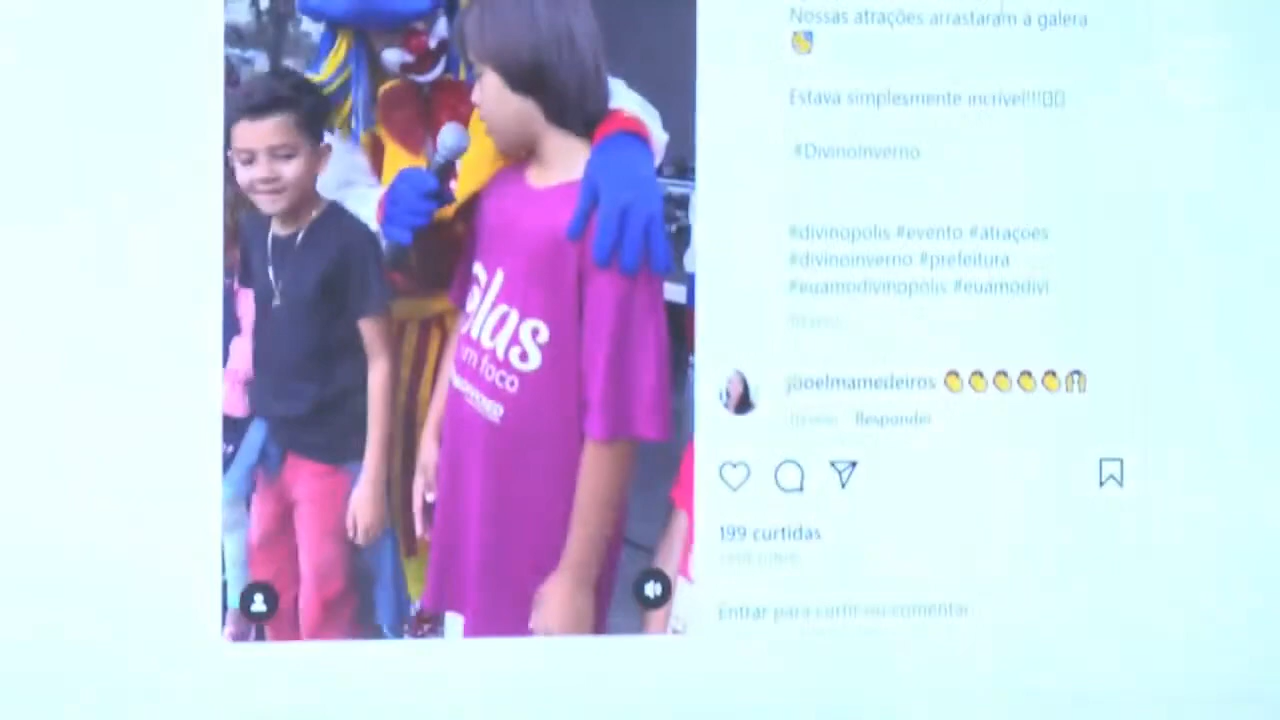 Nossas atrações arrastaram a galera
👏
Estava simplesmente incrível!!!
#DivinoInverno
#divinopolis #evento #atrações
#divinoinverno #prefeitura
#euamodivinopolis #euamodivi
joelmamedeiros 👏👏👏👏👏🙌
Responder
199 curtidas
Entrar para curtir ou comentar.
Glas
em foco